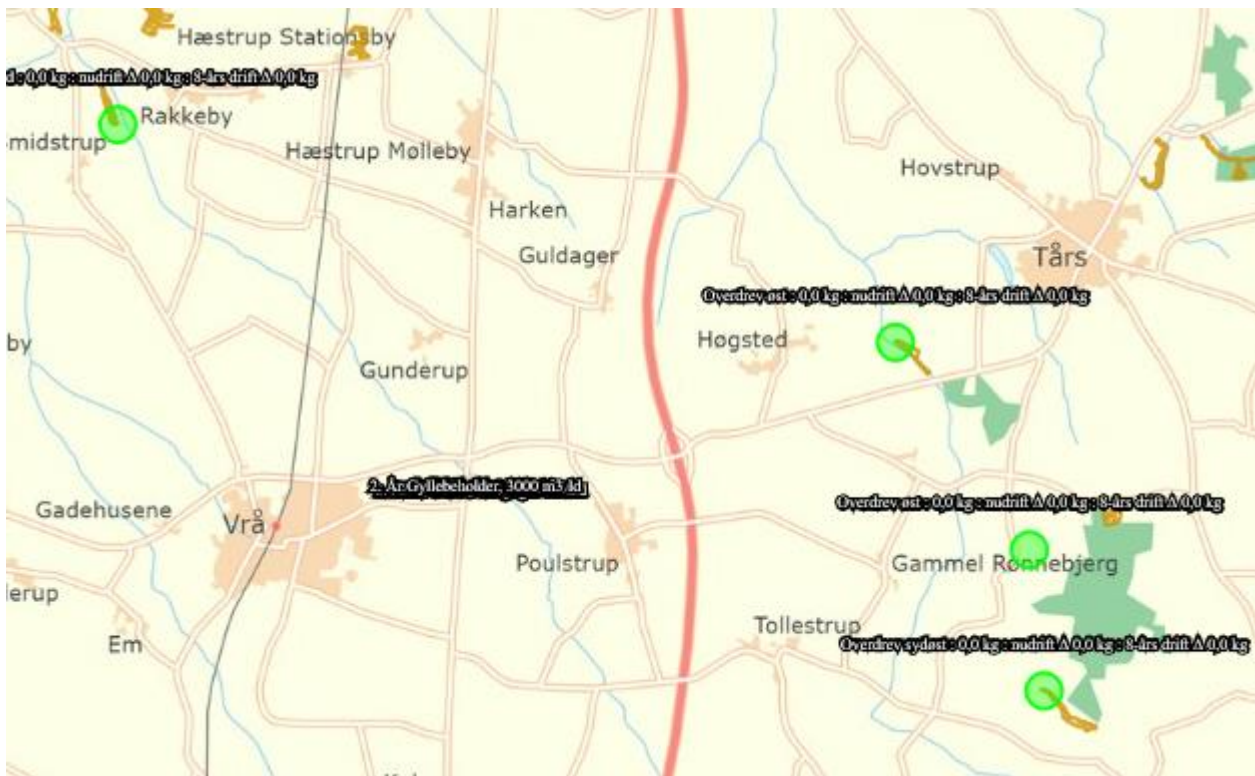 Hæstrup Stationsby
d : 0,0 kg : nudrift Δ 0,0 kg : 8-års drift Δ 0,0 kg
Rakkeby
midstrup
Hæstrup Mølleby
Hovstrup
Harken
Guldager
Tårs
Overdrev øst : 0,0 kg : nudrift Δ 0,0 kg : 8-års drift Δ 0,0 kg
by
Høgsted
Gunderup
2. År: Gyllebeholder, 3000 m3
Overdrev øst : 0,0 kg : nudrift Δ 0,0 kg : 8-års drift Δ 0,0 kg
Gadehusene
Vrå
Poulstrup
Gammel Rønnebjerg
erup
Tollestrup
Em
Overdrev sydøst : 0,0 kg : nudrift Δ 0,0 kg : 8-års drift Δ 0,0 kg